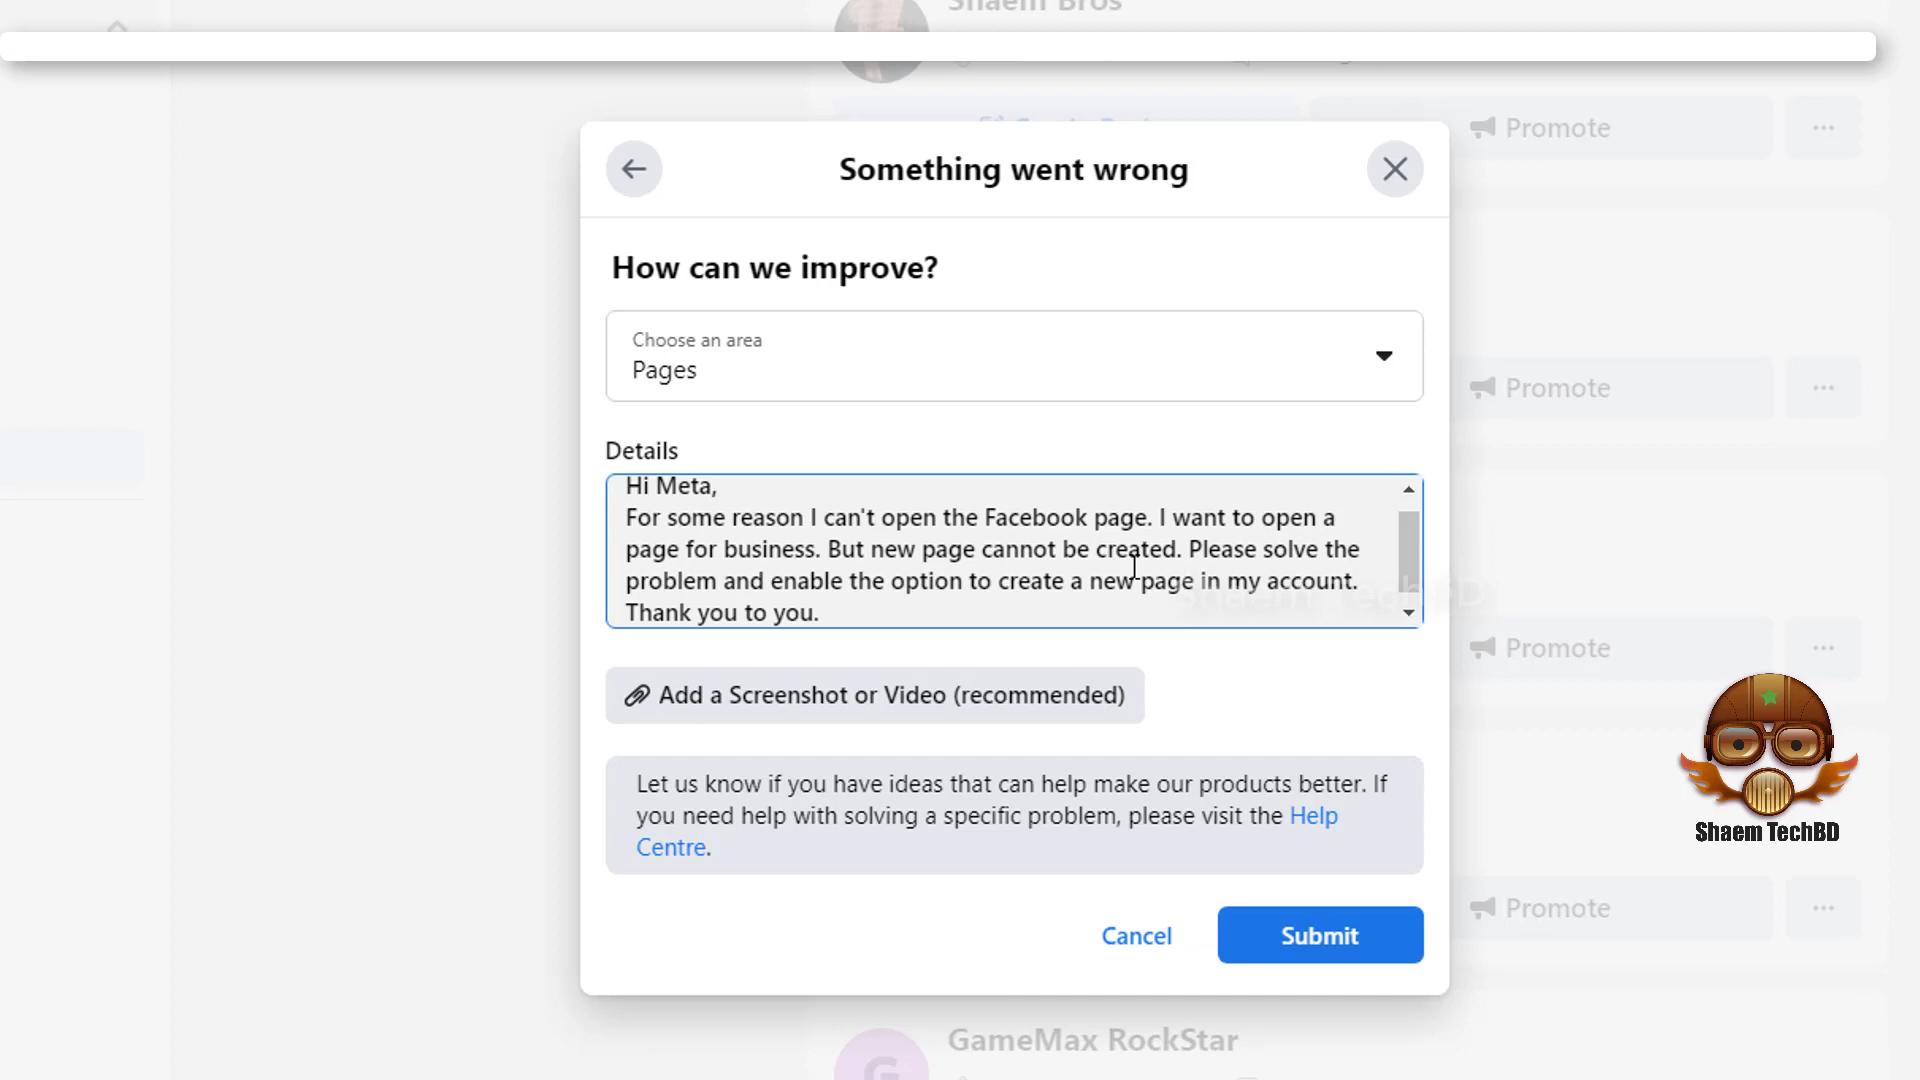 Shaem Bros
Promote
Something went wrong
How can we improve?
Choose an area
Pages
Promote
Details
Hi Meta,
For some reason I can't open the Facebook page. I want to open a
page for business. But new page cannot be created. Please solve the
problem and enable the option to create a new page in my account.
Thank you to you.
Shaem TechBD
Promote
Add a Screenshot or Video (recommended)
Let us know if you have ideas that can help make our products better. If
you need help with solving a specific problem, please visit the Help
Centre.
Shaem TechBD
Promote
Cancel
Submit
GameMax RockStar
G